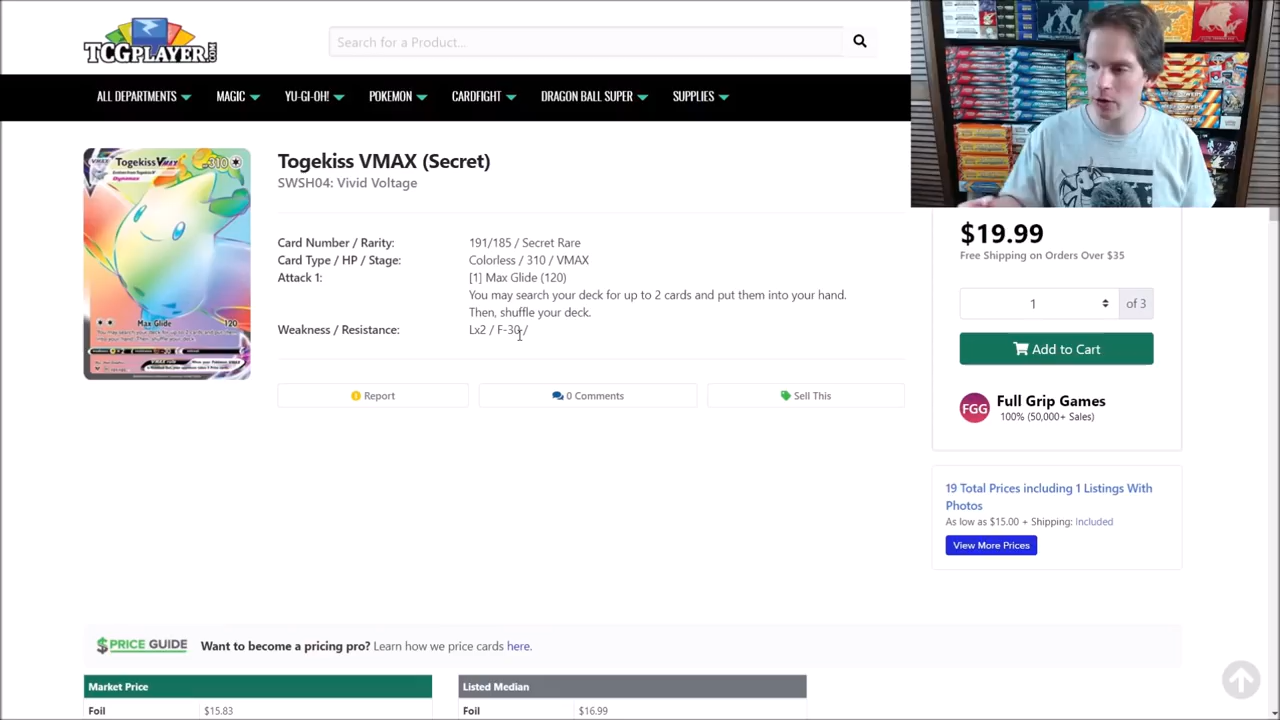 TCGPLAYER.COM
Search for a Product...
ALL DEPARTMENTS
MAGIC
YU-GI-OH!
POKEMON
CARDFIGHT
DRAGON BALL SUPER
SUPPLIES
Togekiss VMAX
310
Max Glide 120
Togekiss VMAX (Secret)
SWSH04: Vivid Voltage
Card Number / Rarity: 191/185 / Secret Rare
Card Type / HP / Stage: Colorless / 310 / VMAX
Attack 1: [1] Max Glide (120)
You may search your deck for up to 2 cards and put them into your hand.
Then, shuffle your deck.
Weakness / Resistance: Lx2 / F-30 /
Report
0 Comments
Sell This
$19.99
Free Shipping on Orders Over $35
1
of 3
Add to Cart
FGG
Full Grip Games
100% (50,000+ Sales)
19 Total Prices including 1 Listings With
Photos
As low as $15.00 + Shipping: Included
View More Prices
$PRICE GUIDE
Want to become a pricing pro? Learn how we price cards here.
Market Price
Foil $15.83
Listed Median
Foil $16.99